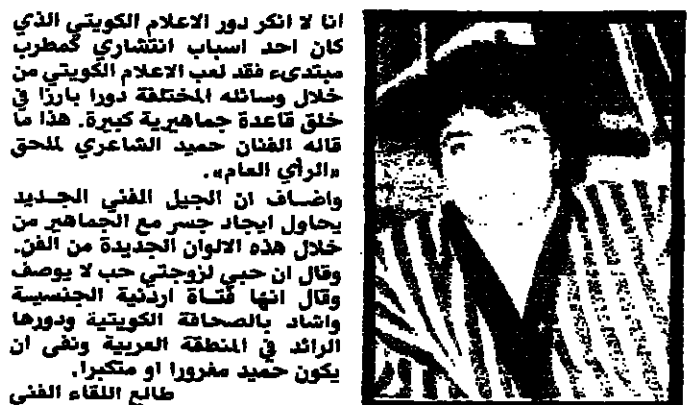 انا لا انكر دور الاعلام الكويتي الذي
كان احد اسباب انتشاري كمطرب
مبتدىء فقد لعب الاعلام الكويتي من
خلال وسائله المختلفة دورا بارزا في
خلق قاعدة جماهيرية كبيرة. هذا ما
قاله الفنان حميد الشاعري لملحق
«الرأي العام».
واضاف ان الجيل الفني الجديد
يحاول ايجاد جسر مع الجماهير من
خلال هذه الالوان الجديدة من الفن.
وقال ان حبي لزوجتي حب لا يوصف
وقال انها فتاة اردنية الجنسية
واشاد بالصحافة الكويتية ودورها
الرائد في المنطقة العربية ونفى ان
يكون حميد مغرورا او متكبرا.
طالع اللقاء الفني